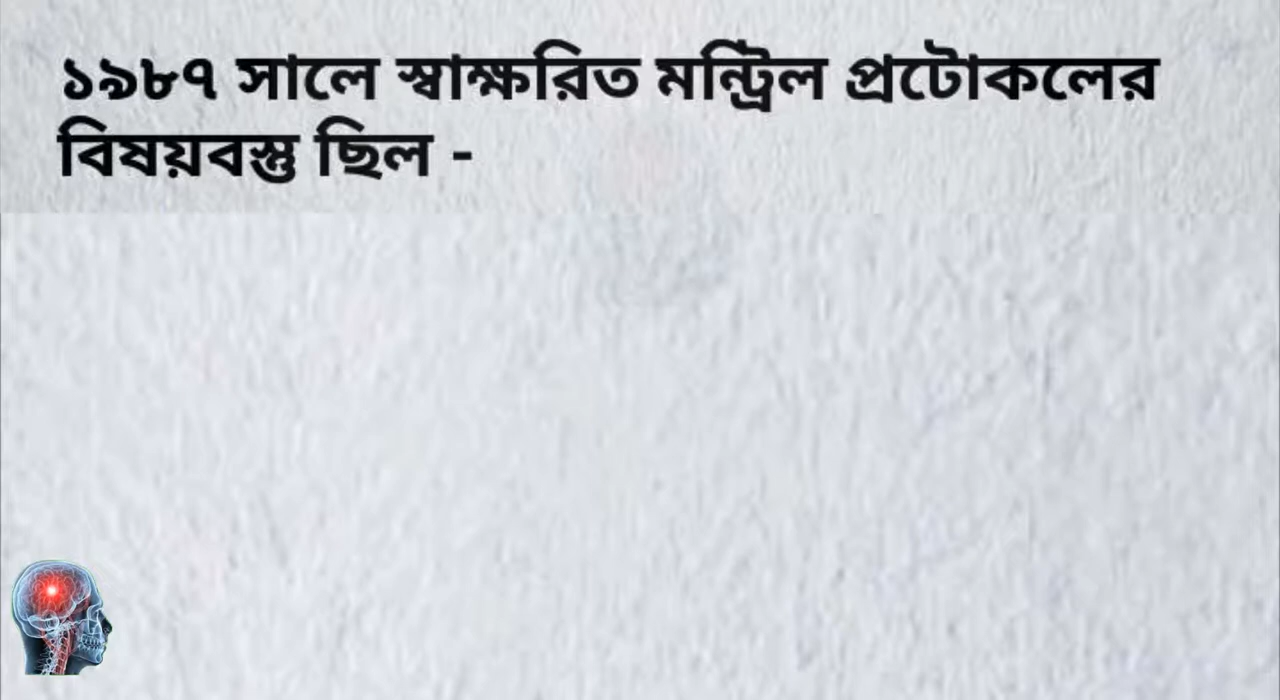 ১৯৮৭ সালে স্বাক্ষরিত মন্ট্রিল প্রটোকলের
বিষয়বস্তু ছিল -